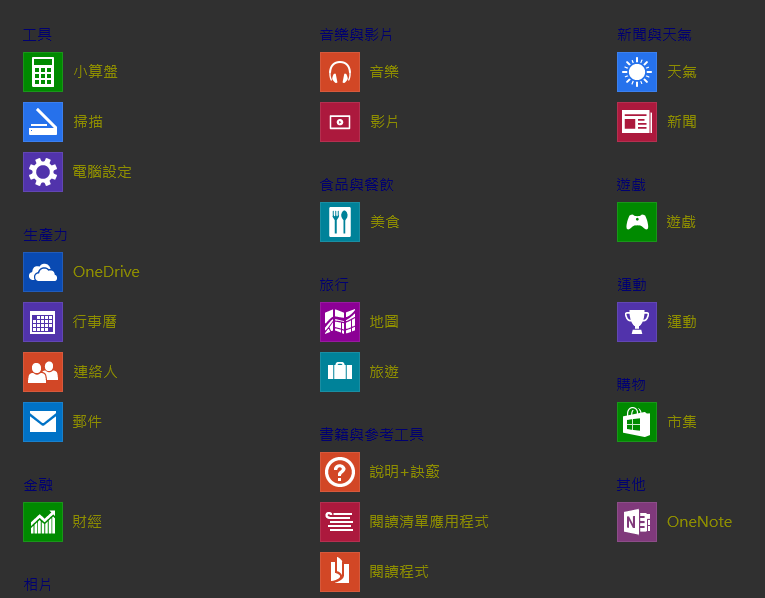 工具
小算盤
掃描
電腦設定
生產力
OneDrive
行事曆
連絡人
郵件
金融
財經
相片
音樂與影片
音樂
影片
食品與餐飲
美食
旅行
地圖
旅遊
書籍與參考工具
說明+訣竅
閱讀清單應用程式
閱讀程式
新聞與天氣
天氣
新聞
遊戲
遊戲
運動
運動
購物
市集
其他
OneNote